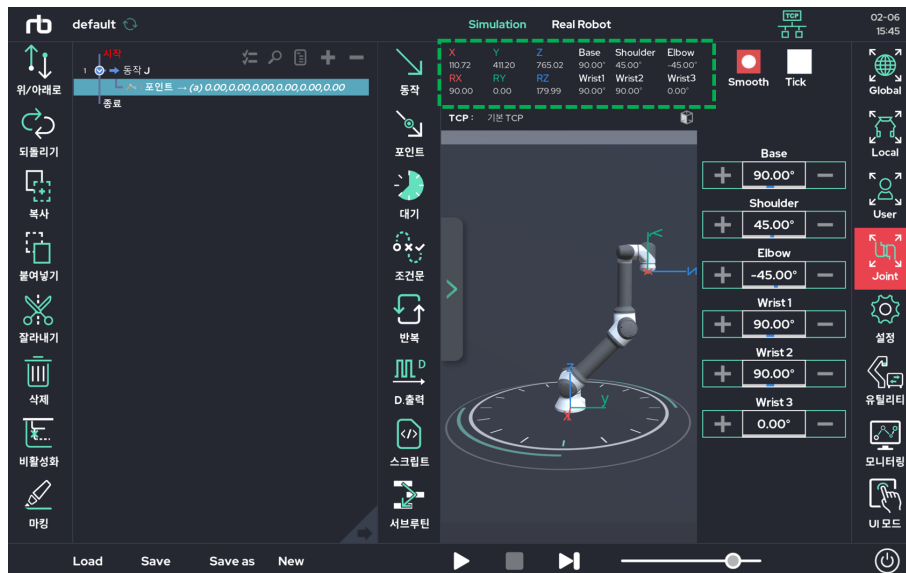 rb default Simulation Real Robot TCP 02-06
15:45
위/아래로
되돌리기
복사
붙여넣기
잘라내기
삭제
비활성화
마킹
시작
1 동작 J
포인트 → (a) 0.00,0.00,0.00,0.00,0.00,0.00
종료
동작
포인트
대기
조건문
반복
D
D.출력
스크립트
서브루틴
X Y Z Base Shoulder Elbow
110.72 411.20 765.02 90.00° 45.00° -45.00°
RX RY RZ Wrist1 Wrist2 Wrist3
90.00 0.00 179.99 90.00° 90.00° 0.00°
TCP : 기본 TCP
Z
y
X
Smooth Tick
Base
90.00°
Shoulder
45.00°
Elbow
-45.00°
Wrist 1
90.00°
Wrist 2
90.00°
Wrist 3
0.00°
Global
Local
User
Joint
설정
유틸리티
모니터링
UI 모드
Load Save Save as New